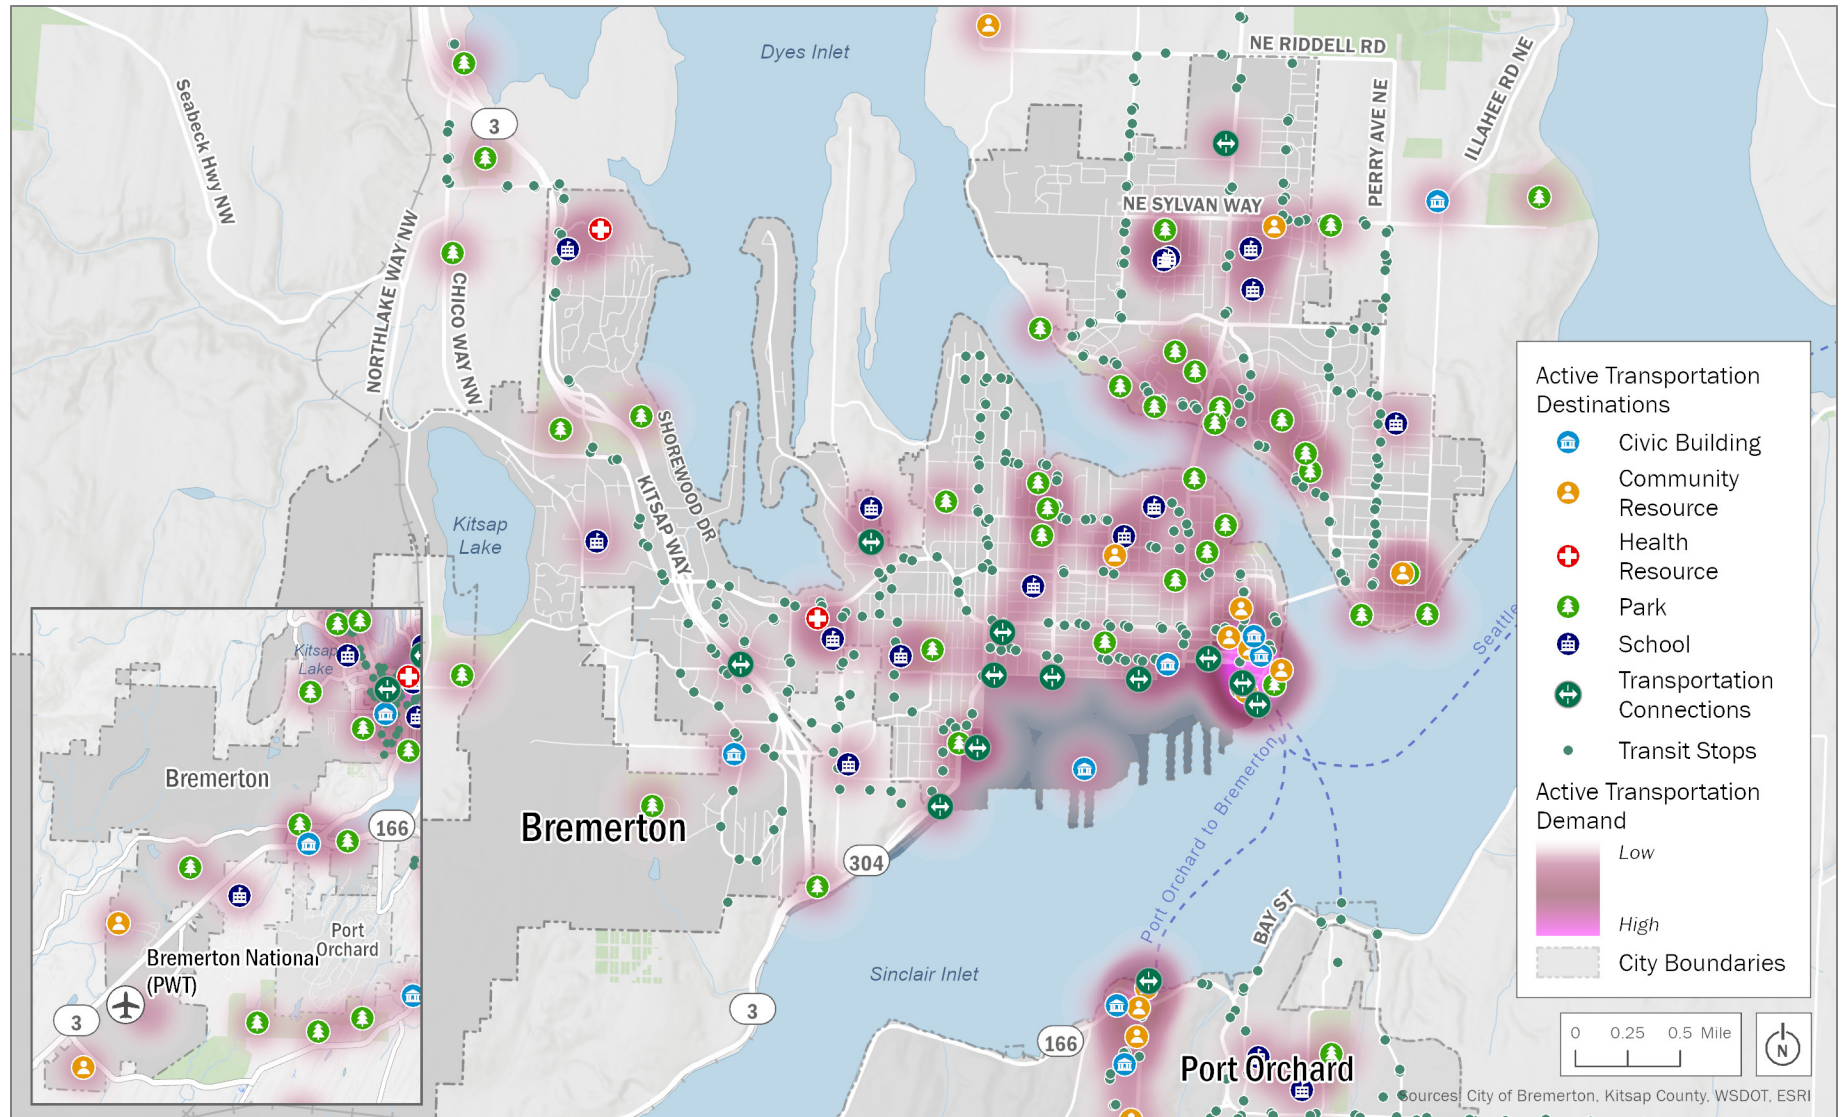 Dyes Inlet
NE RIDDELL RD
ILLAHEE RD NE
PERRY AVE NE
Seabeck Hwy NW
3
NE SYLVAN WAY
NORTHLAKE WAY NW
CHICO WAY NW
SHOREWOOD DR
KITSAP WAY
Kitsap
Lake
Seattle
Bremerton
304
Port Orchard to Bremerton
BAY ST
Sinclair Inlet
3
166
Port Orchard
Kitsap
Lake
Bremerton
166
Port
Orchard
Bremerton National
(PWT)
3
Active Transportation
Destinations
Civic Building
Community
Resource
Health
Resource
Park
School
Transportation
Connections
Transit Stops
Active Transportation
Demand
Low
High
City Boundaries
0 0.25 0.5 Mile
N
Sources: City of Bremerton, Kitsap County, WSDOT, ESRI